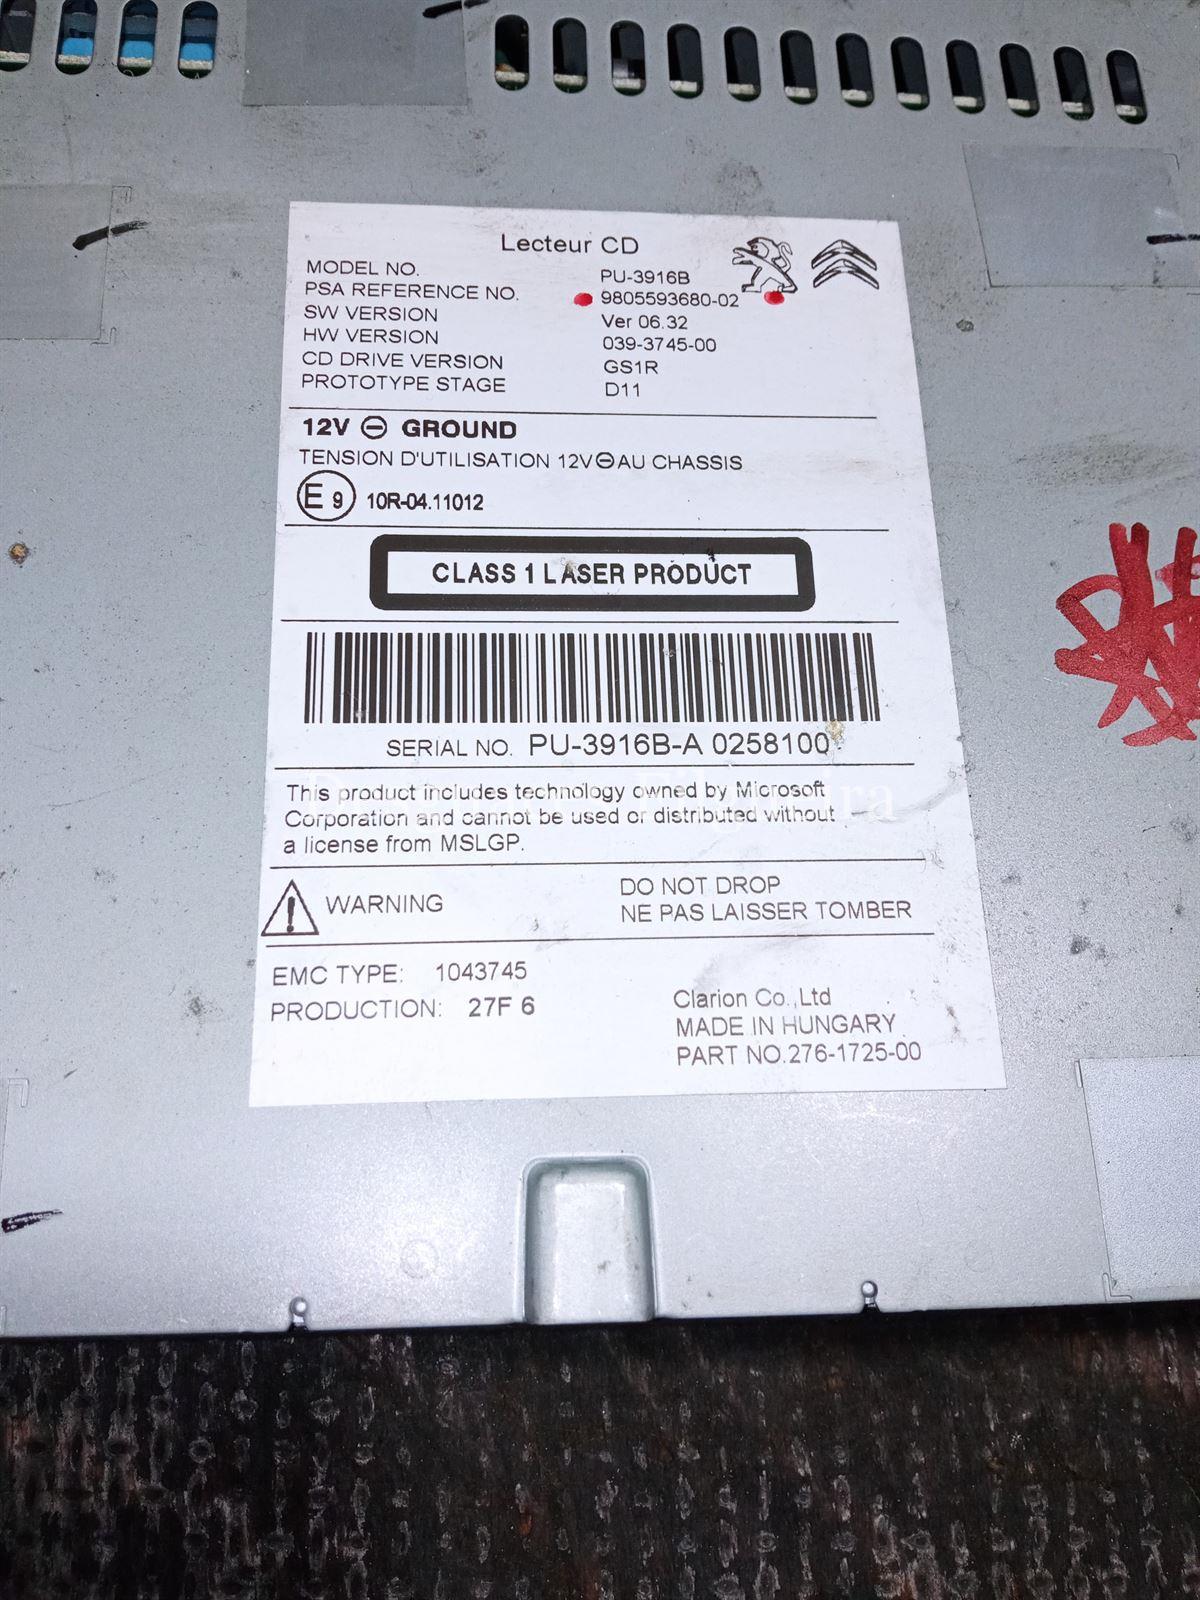 Lecteur CD
MODEL NO. PU-3916B
PSA REFERENCE NO. 9805593680-02
SW VERSION Ver 06.32
HW VERSION 039-3745-00
CD DRIVE VERSION GS1R
PROTOTYPE STAGE D11
12V ⊖ GROUND
TENSION D'UTILISATION 12V⊖AU CHASSIS
E 9 10R-04.11012
CLASS 1 LASER PRODUCT
SERIAL NO. PU-3916B-A 0258100
This product includes technology owned by Microsoft
Corporation and cannot be used or distributed without
a license from MSLGP.
WARNING
DO NOT DROP
NE PAS LAISSER TOMBER
EMC TYPE: 1043745
PRODUCTION: 27F 6
Clarion Co.,Ltd
MADE IN HUNGARY
PART NO.276-1725-00